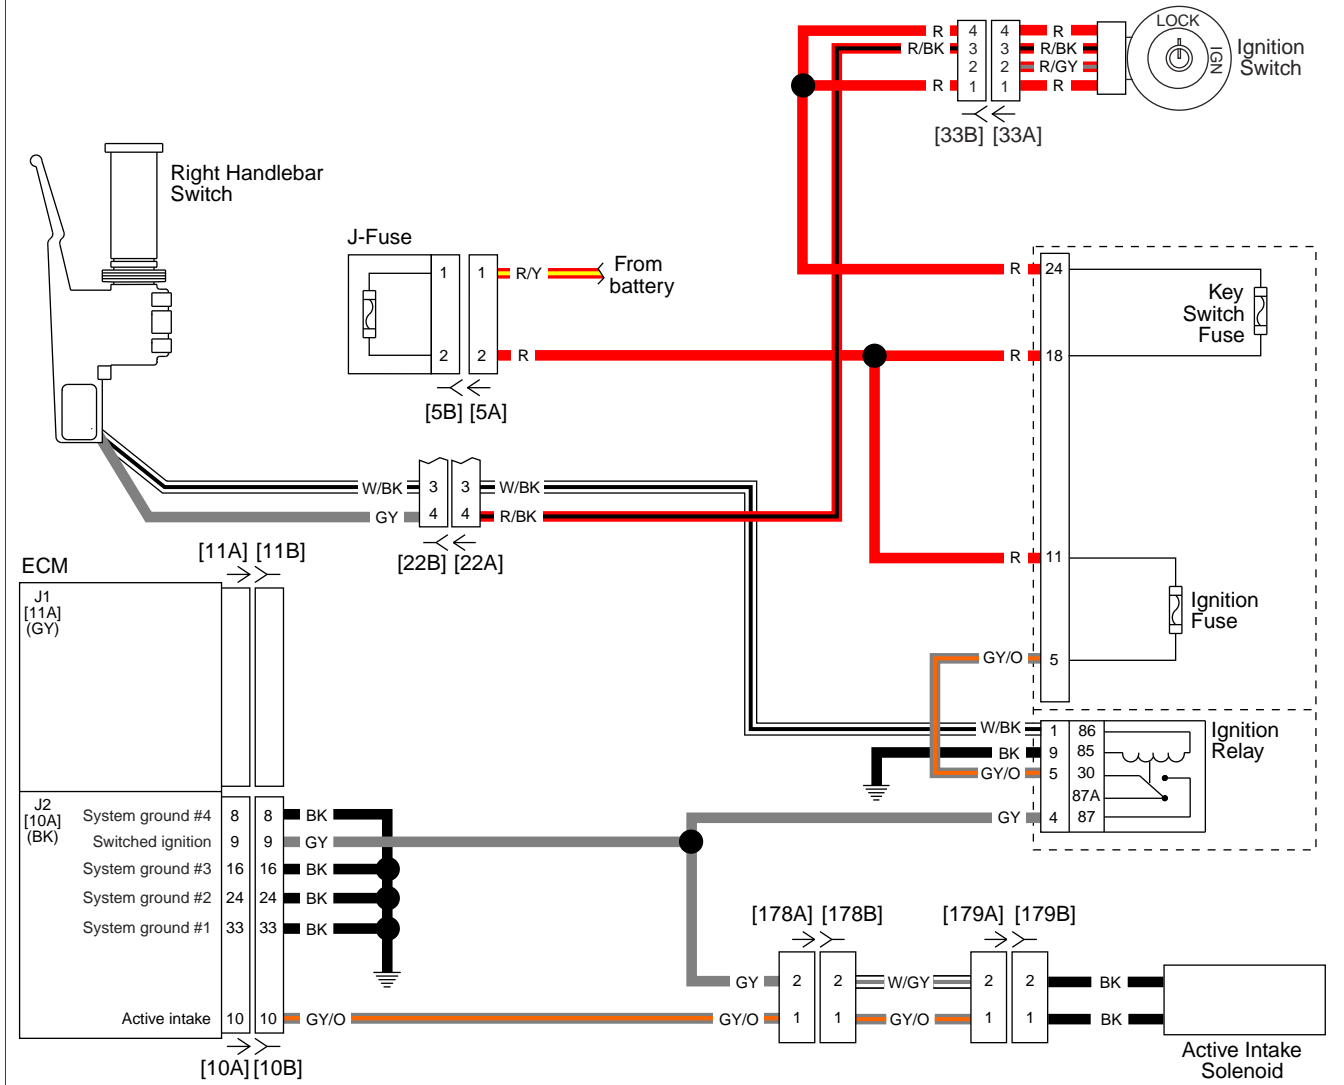 R 4 4 R
R/BK 3 3 R/BK
2 2 R/GY
R 1 1 R
LOCK
IGN
Ignition
Switch
[33B] [33A]
Right Handlebar
Switch
J-Fuse
1 1 R/Y
From
battery
2 2 R
[5B] [5A]
R 24
Key
Switch
Fuse
R 18
W/BK 3 3 W/BK
GY 4 4 R/BK
[22B] [22A]
R 11
Ignition
Fuse
GY/O 5
W/BK 1 86
BK 9 85
GY/O 5 30
87A
GY 4 87
Ignition
Relay
ECM
[11A] [11B]
J1
[11A]
(GY)
J2
[10A]
(BK)
System ground #4 8 8 BK
Switched ignition 9 9 GY
System ground #3 16 16 BK
System ground #2 24 24 BK
System ground #1 33 33 BK
Active intake 10 10 GY/O GY/O
[10A] [10B]
[178A] [178B]
[179A] [179B]
GY 2 2 W/GY 2 2 BK
1 1 GY/O 1 1 BK
Active Intake
Solenoid